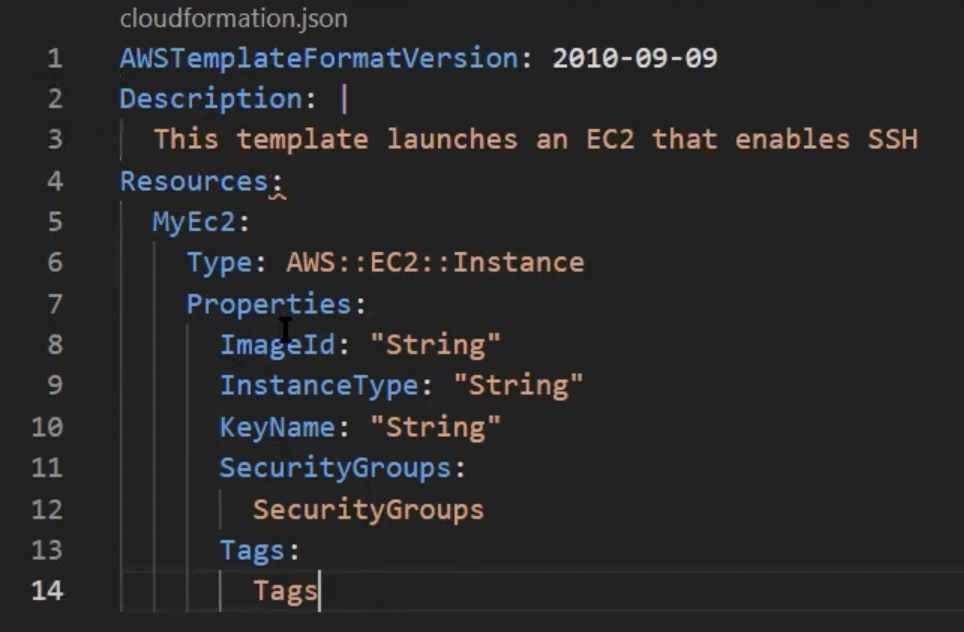 cloudformation.json
1 AWSTemplateFormatVersion: 2010-09-09
2 Description: |
3 This template launches an EC2 that enables SSH
4 Resources:
5 MyEc2:
6 Type: AWS::EC2::Instance
7 Properties:
8 ImageId: "String"
9 InstanceType: "String"
10 KeyName: "String"
11 SecurityGroups:
12 SecurityGroups
13 Tags:
14 Tags